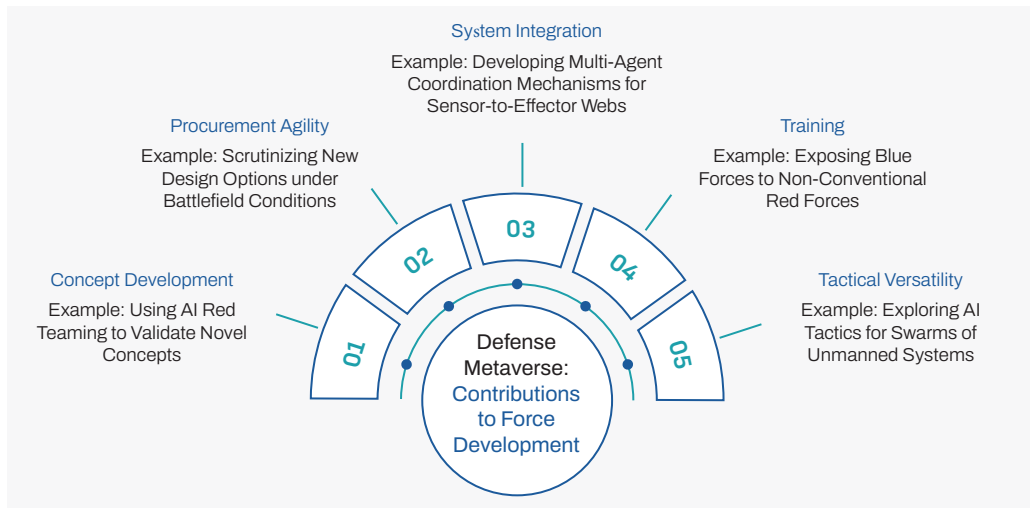 Concept Development
Example: Using AI Red
Teaming to Validate Novel
Concepts
01
Procurement Agility
Example: Scrutinizing New
Design Options under
Battlefield Conditions
02
System Integration
Example: Developing Multi-Agent
Coordination Mechanisms for
Sensor-to-Effector Webs
03
Training
Example: Exposing Blue
Forces to Non-Conventional
Red Forces
04
Tactical Versatility
Example: Exploring AI
Tactics for Swarms of
Unmanned Systems
05
Defense
Metaverse:
Contributions
to Force
Development